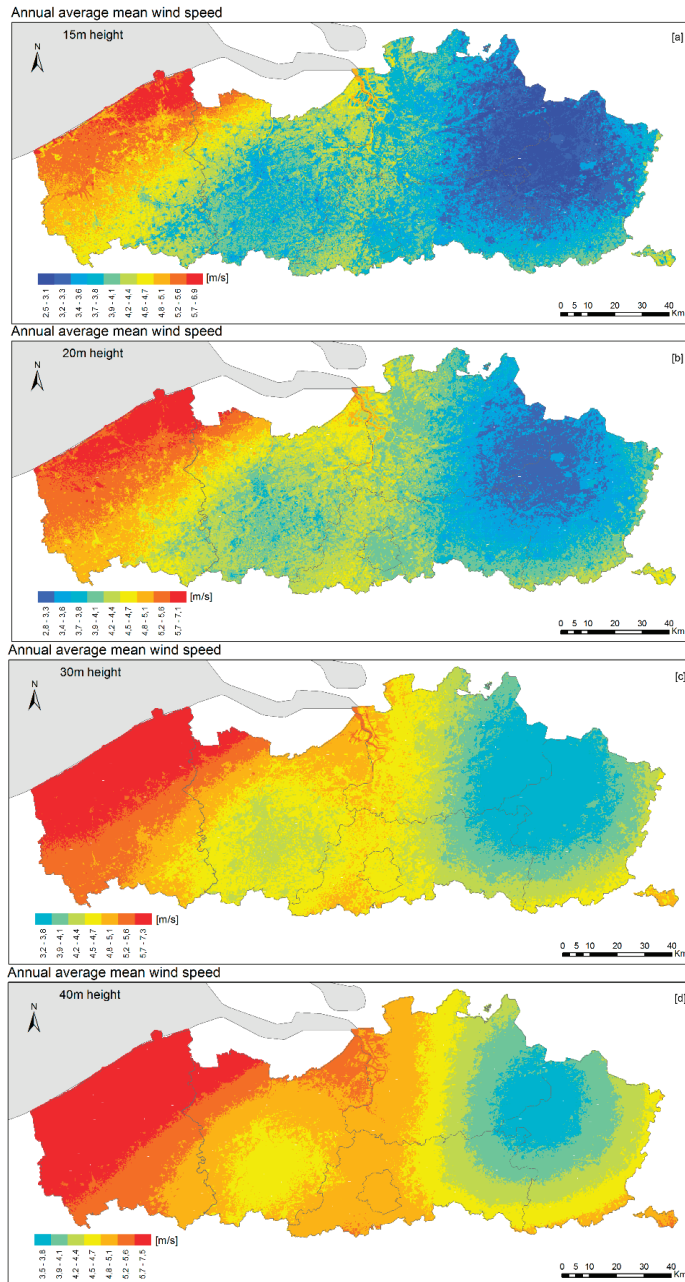 Annual average mean wind speed
15m height
[a]
N
[m/s]
2,5 - 3,1
3,2 - 3,3
3,4 - 3,6
3,7 - 3,8
3,9 - 4,1
4,2 - 4,4
4,5 - 4,7
4,8 - 5,1
5,2 - 5,6
5,7 - 6,9
0 5 10 20 30 40
Km
Annual average mean wind speed
20m height
[b]
N
[m/s]
2,8 - 3,3
3,4 - 3,6
3,7 - 3,8
3,9 - 4,1
4,2 - 4,4
4,5 - 4,7
4,8 - 5,1
5,2 - 5,6
5,7 - 7,1
0 5 10 20 30 40
Km
Annual average mean wind speed
30m height
[c]
N
[m/s]
3,2 - 3,8
3,9 - 4,1
4,2 - 4,4
4,5 - 4,7
4,8 - 5,1
5,2 - 5,6
5,7 - 7,3
0 5 10 20 30 40
Km
Annual average mean wind speed
40m height
[d]
N
[m/s]
3,5 - 3,8
3,9 - 4,1
4,2 - 4,4
4,5 - 4,7
4,8 - 5,1
5,2 - 5,6
5,7 - 7,5
0 5 10 20 30 40
Km